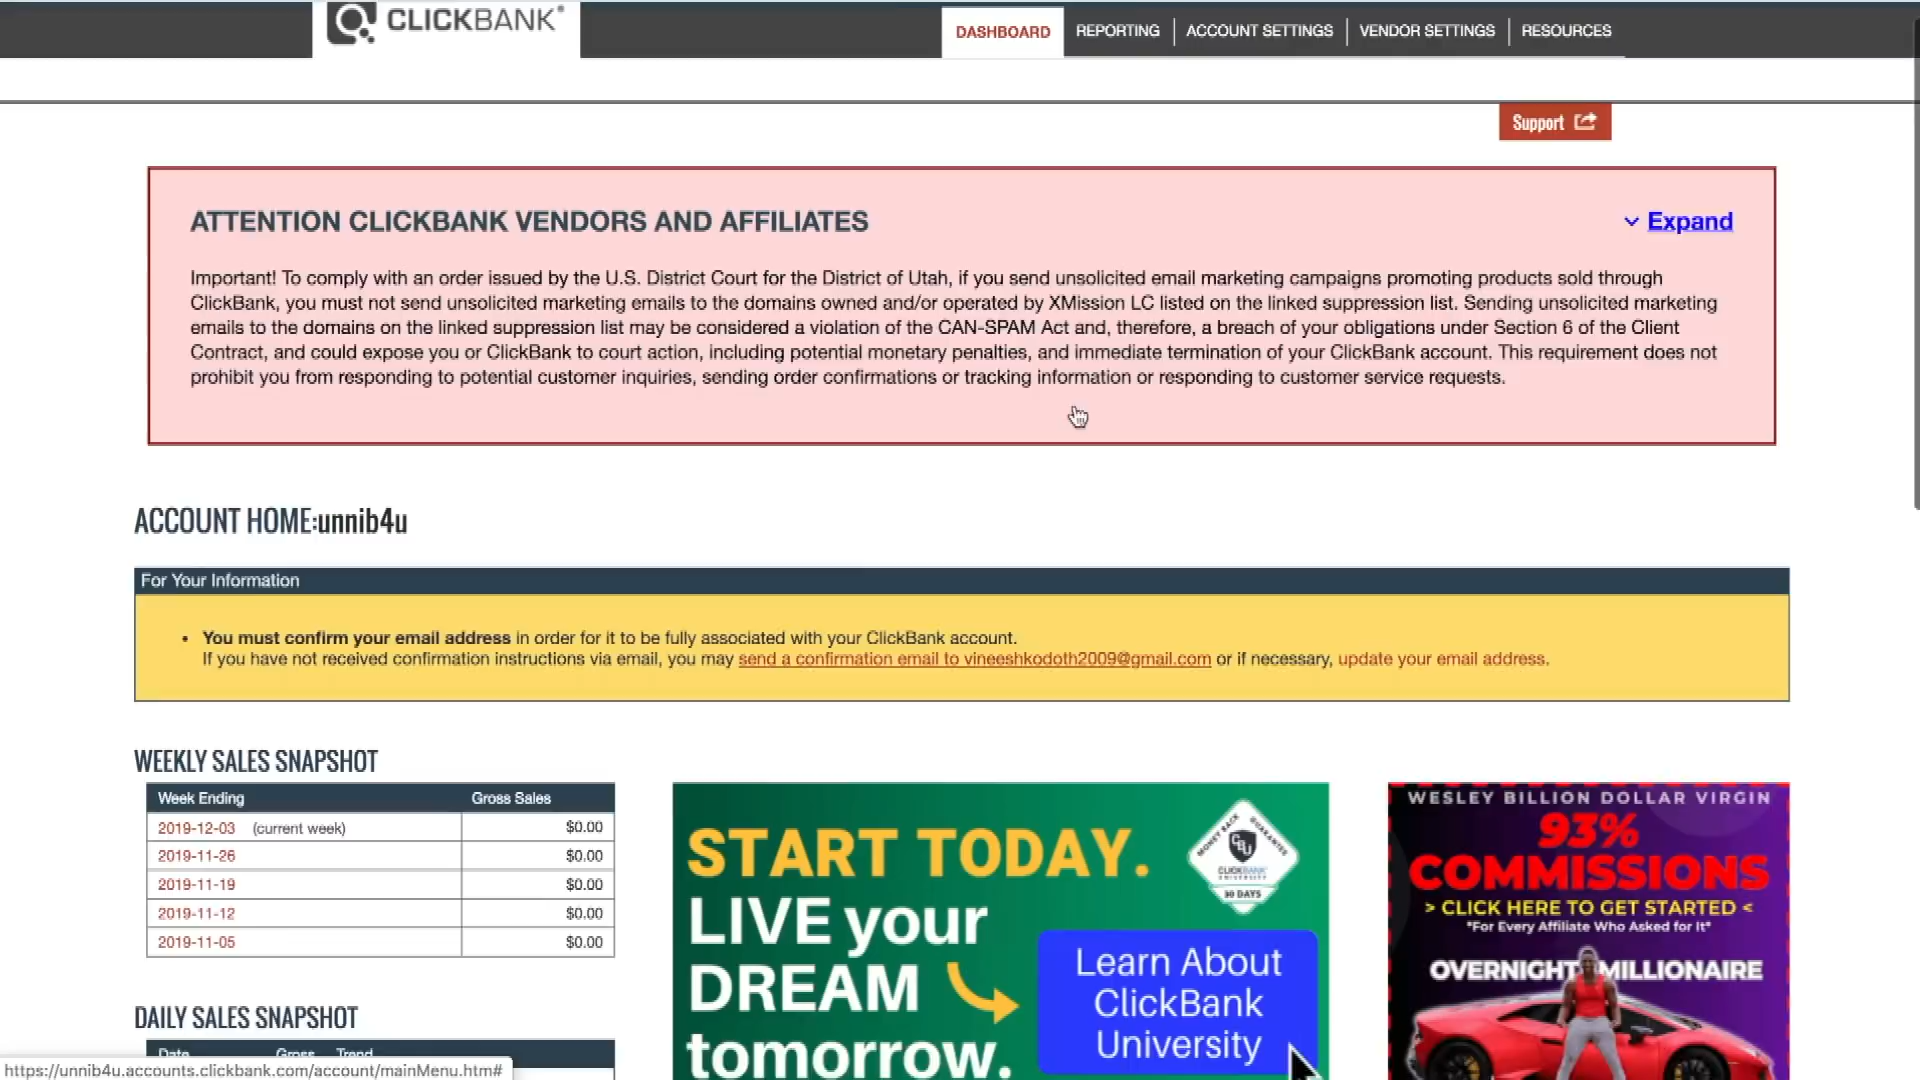 CLICKBANK®
DASHBOARD
REPORTING
ACCOUNT SETTINGS
VENDOR SETTINGS
RESOURCES
Support
ATTENTION CLICKBANK VENDORS AND AFFILIATES
Expand
Important! To comply with an order issued by the U.S. District Court for the District of Utah, if you send unsolicited email marketing campaigns promoting products sold through
ClickBank, you must not send unsolicited marketing emails to the domains owned and/or operated by XMission LC listed on the linked suppression list. Sending unsolicited marketing
emails to the domains on the linked suppression list may be considered a violation of the CAN-SPAM Act and, therefore, a breach of your obligations under Section 6 of the Client
Contract, and could expose you or ClickBank to court action, including potential monetary penalties, and immediate termination of your ClickBank account. This requirement does not
prohibit you from responding to potential customer inquiries, sending order confirmations or tracking information or responding to customer service requests.
ACCOUNT HOME:unnib4u
For Your Information
• You must confirm your email address in order for it to be fully associated with your ClickBank account.
If you have not received confirmation instructions via email, you may send a confirmation email to vineeshkodoth2009@gmail.com or if necessary, update your email address.
WEEKLY SALES SNAPSHOT
Week Ending Gross Sales
2019-12-03 (current week) $0.00
2019-11-26 $0.00
2019-11-19 $0.00
2019-11-12 $0.00
2019-11-05 $0.00
DAILY SALES SNAPSHOT
Date Gross Trend
START TODAY.
LIVE your
DREAM
tomorrow.
MONEY BACK GUARANTEE
CBU
CLICKBANK
UNIVERSITY
30 DAYS
Learn About
ClickBank
University
WESLEY BILLION DOLLAR VIRGIN
93%
COMMISSIONS
> CLICK HERE TO GET STARTED <
"For Every Affiliate Who Asked for It"
OVERNIGHT MILLIONAIRE
https://unnib4u.accounts.clickbank.com/account/mainMenu.htm#